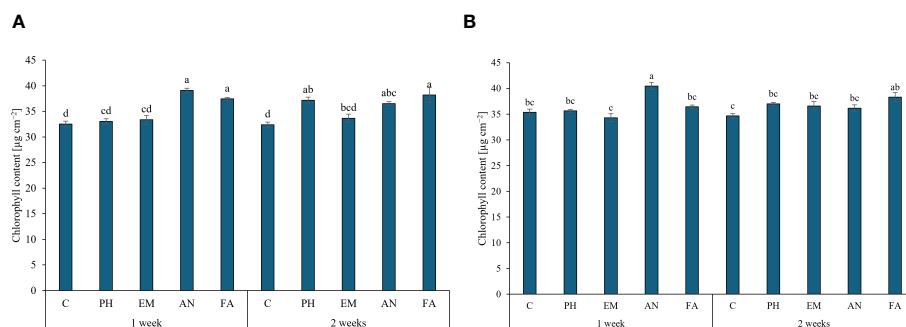 A
Chlorophyll content [µg cm⁻²]
45
40
35
30
25
20
15
10
5
0
d cd cd a a d ab bcd abc a
C PH EM AN FA C PH EM AN FA
1 week 2 weeks
B
Chlorophyll content [µg cm⁻²]
45
40
35
30
25
20
15
10
5
0
bc bc c a bc c bc bc bc ab
C PH EM AN FA C PH EM AN FA
1 week 2 weeks